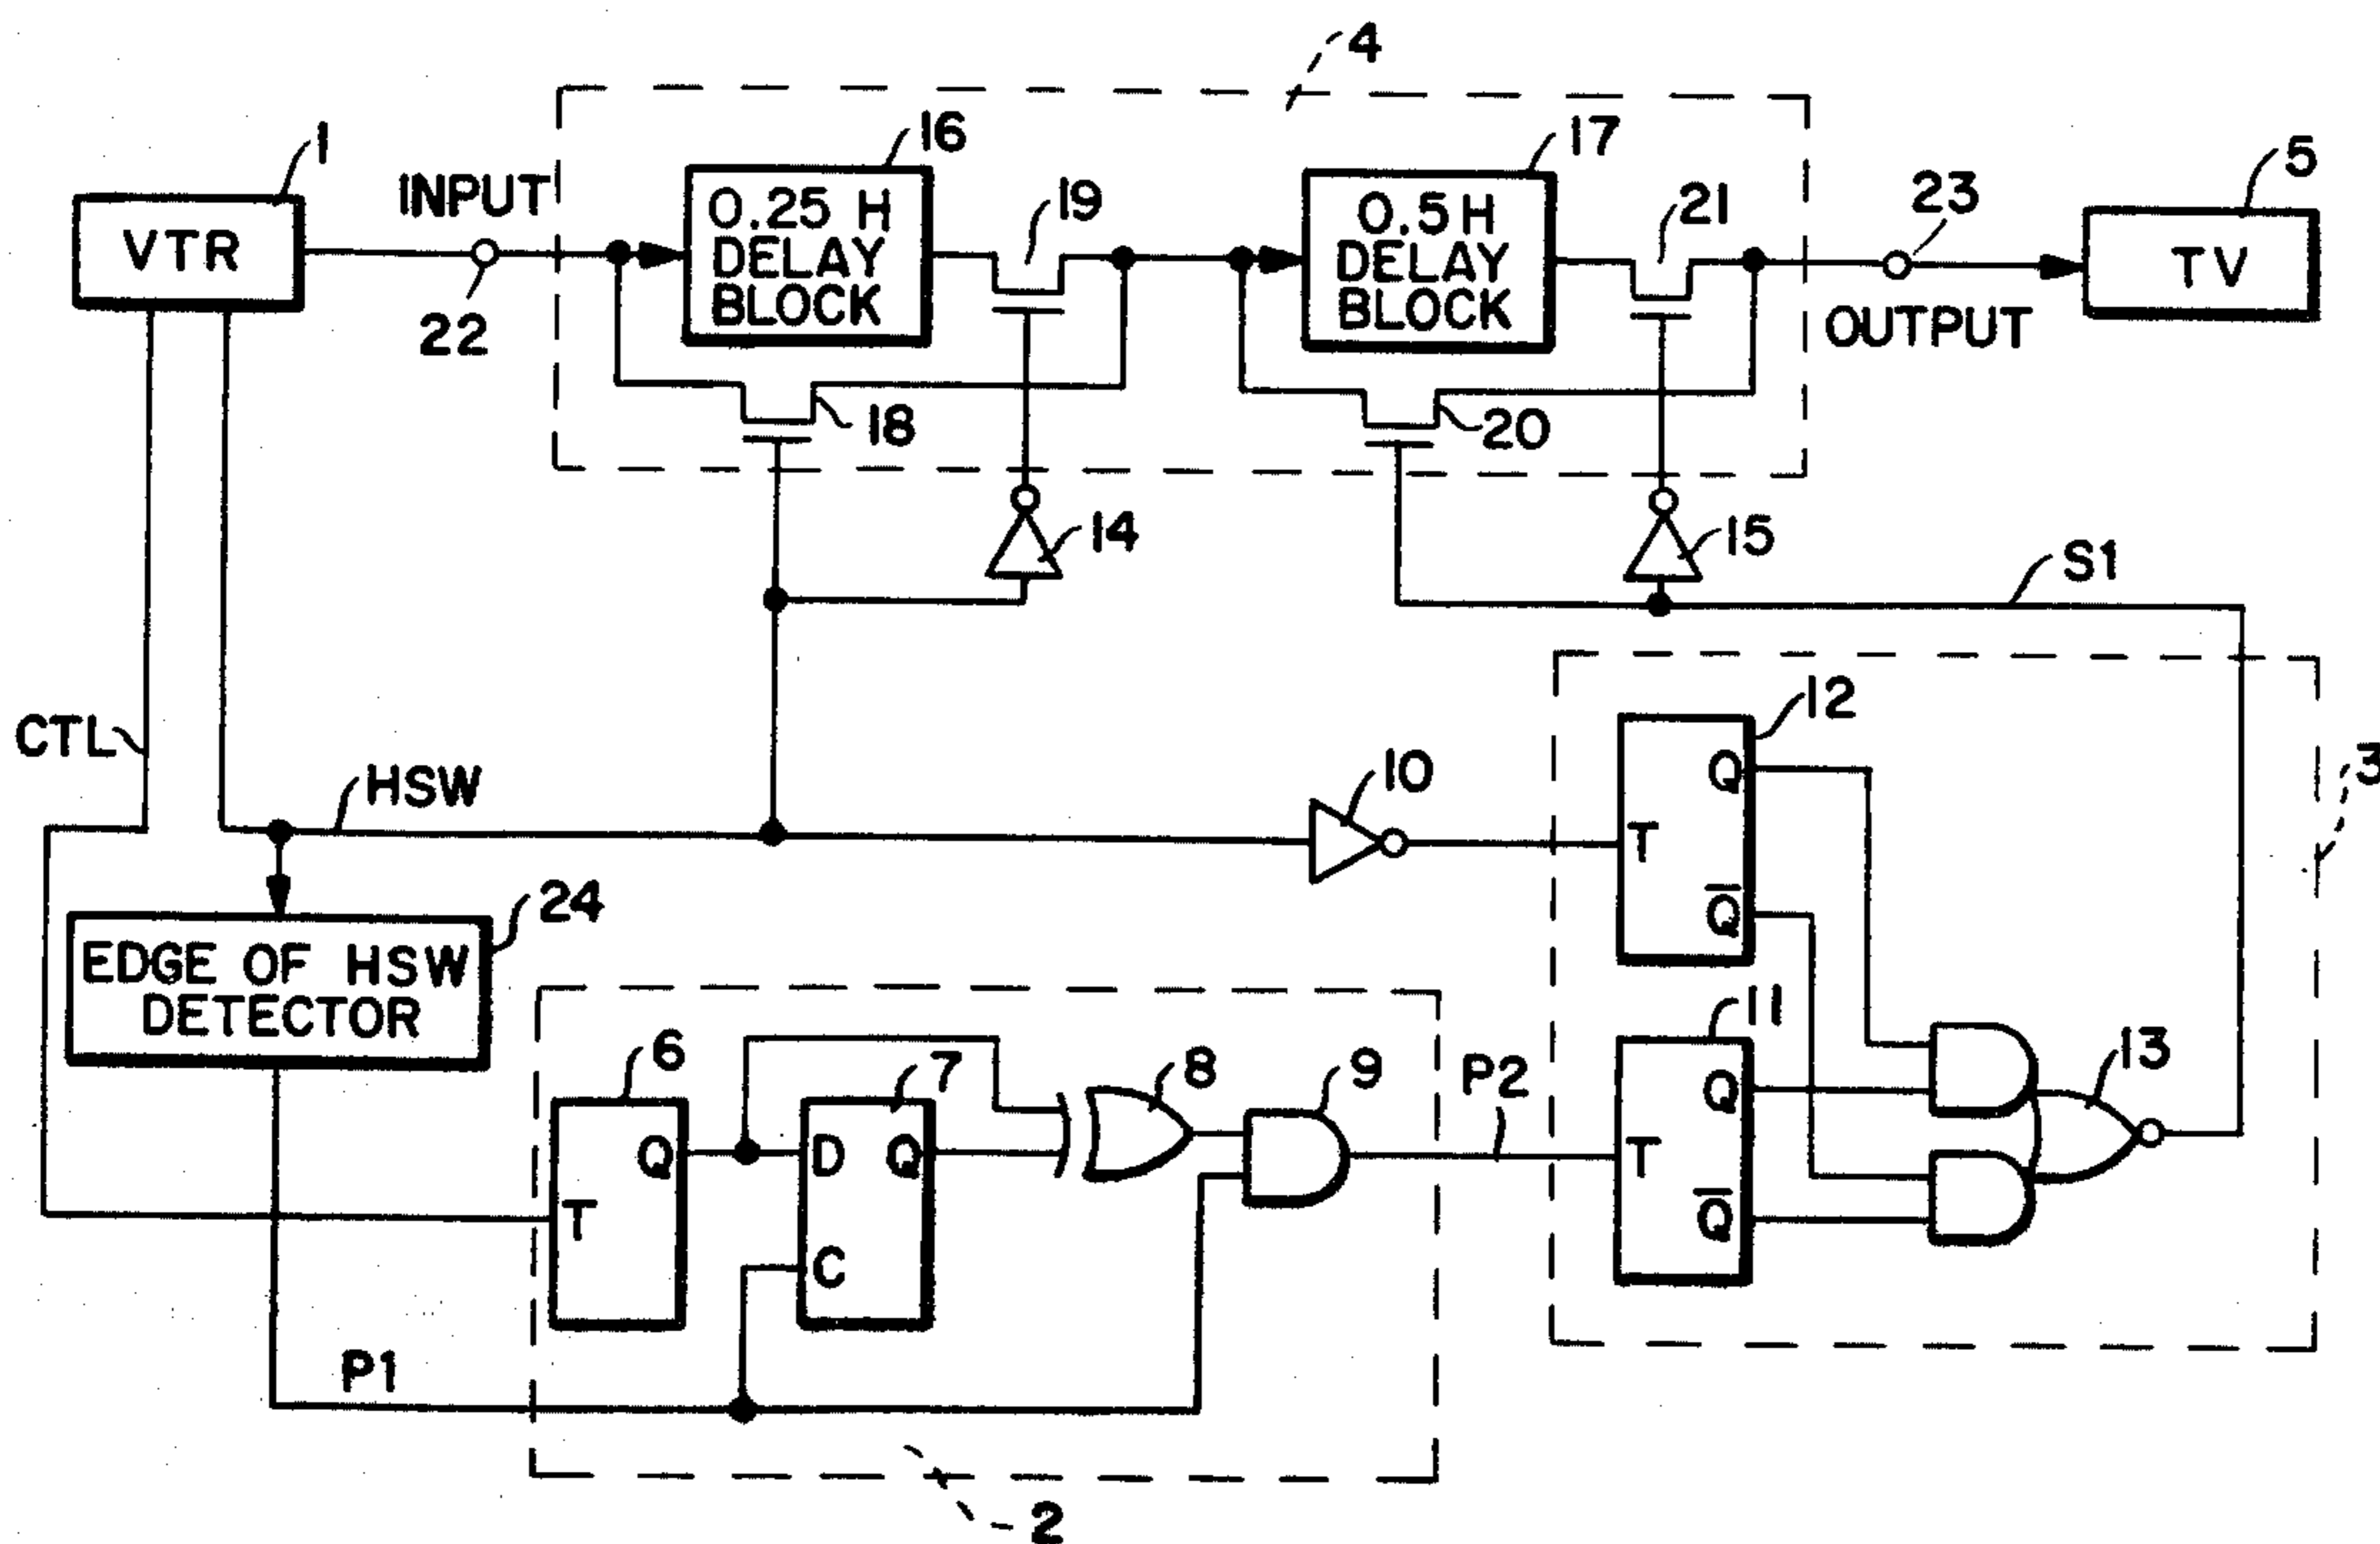 4
1
INPUT
16
17
5
VTR
22
0.25 H
DELAY
BLOCK
19
0.5H
DELAY
BLOCK
21
23
OUTPUT
TV
18
20
14
15
S1
CTL
HSW
10
12
3
T
Q
Q̅
24
EDGE OF HSW
DETECTOR
6
7
8
9
P2
11
13
Q
T
D
Q
C
T
Q
Q̅
P1
2